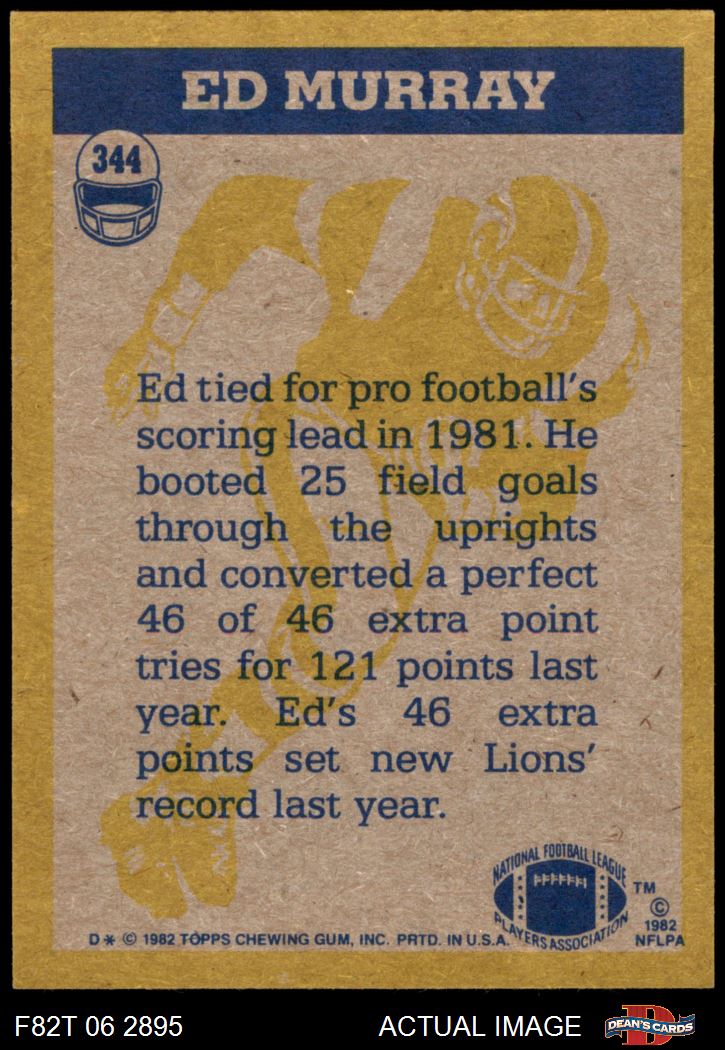 ED MURRAY
344
Ed tied for pro football's
scoring lead in 1981. He
booted 25 field goals
through the uprights
and converted a perfect
46 of 46 extra point
tries for 121 points last
year. Ed's 46 extra
points set new Lions'
record last year.
NATIONAL FOOTBALL LEAGUE
PLAYERS ASSOCIATION
TM
©
1982
NFLPA
D* © 1982 TOPPS CHEWING GUM, INC. PRTD. IN U.S.A.
F82T 06 2895
ACTUAL IMAGE
D
DEAN'S CARDS